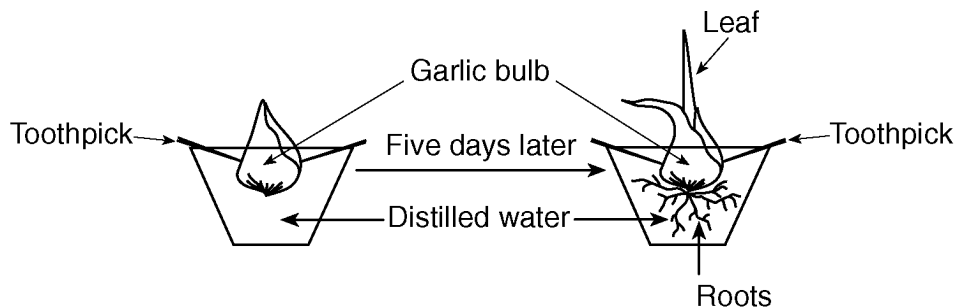 Leaf
Garlic bulb
Toothpick
Toothpick
Five days later
Distilled water
Roots